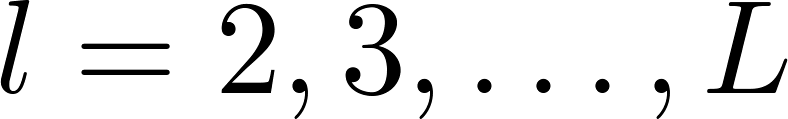 l = 2, 3, . . . , L